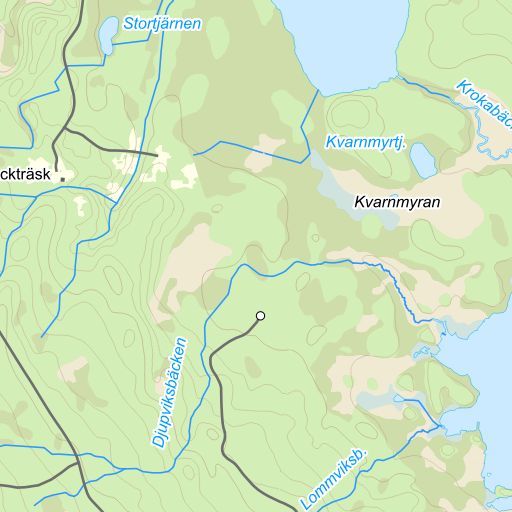 Stortjärnen
Krokabäc
Kvarnmyrtj.
ckträsk
Kvarnmyran
Djupviksbäcken
Lommviksb.